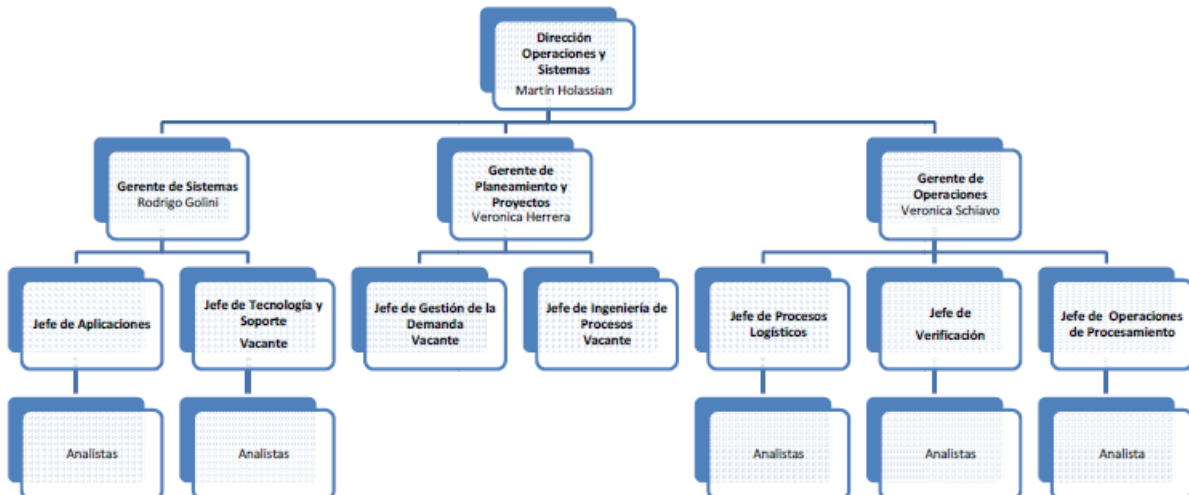 Dirección
Operaciones y
Sistemas
Martín Holassian
Gerente de Sistemas
Rodrigo Golini
Gerente de
Planeamiento y
Proyectos
Veronica Herrera
Gerente de
Operaciones
Veronica Schiavo
Jefe de Aplicaciones
Jefe de Tecnología y
Soporte
Vacante
Jefe de Gestión de la
Demanda
Vacante
Jefe de Ingeniería de
Procesos
Vacante
Jefe de Procesos
Logísticos
Jefe de
Verificación
Jefe de Operaciones
de Procesamiento
Analistas
Analistas
Analistas
Analistas
Analista